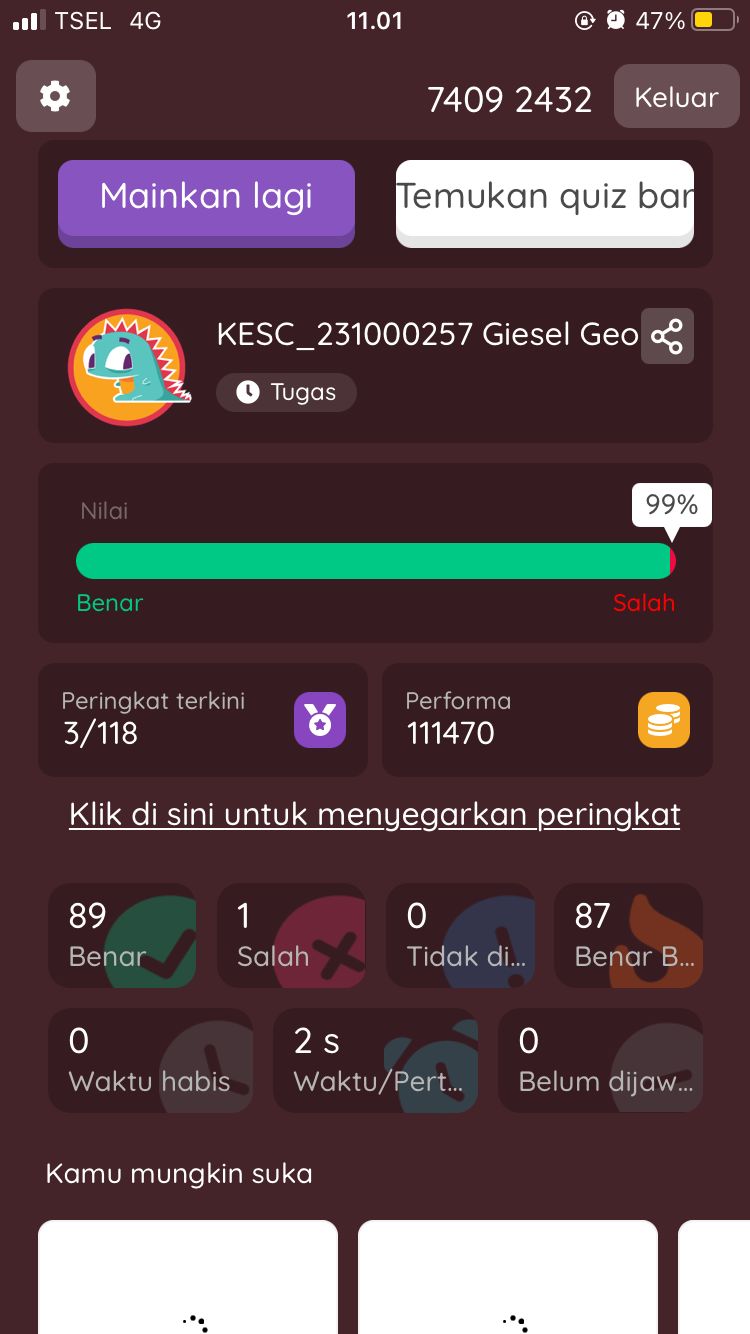 TSEL 4G 11.01 47%
7409 2432 Keluar
Mainkan lagi Temukan quiz bar
KESC_231000257 Giesel Geo
Tugas
Nilai 99%
Benar Salah
Peringkat terkini Performa
3/118 111470
Klik di sini untuk menyegarkan peringkat
89 1 0 87
Benar Salah Tidak di... Benar B...
0 2 s 0
Waktu habis Waktu/Pert... Belum dijaw...
Kamu mungkin suka